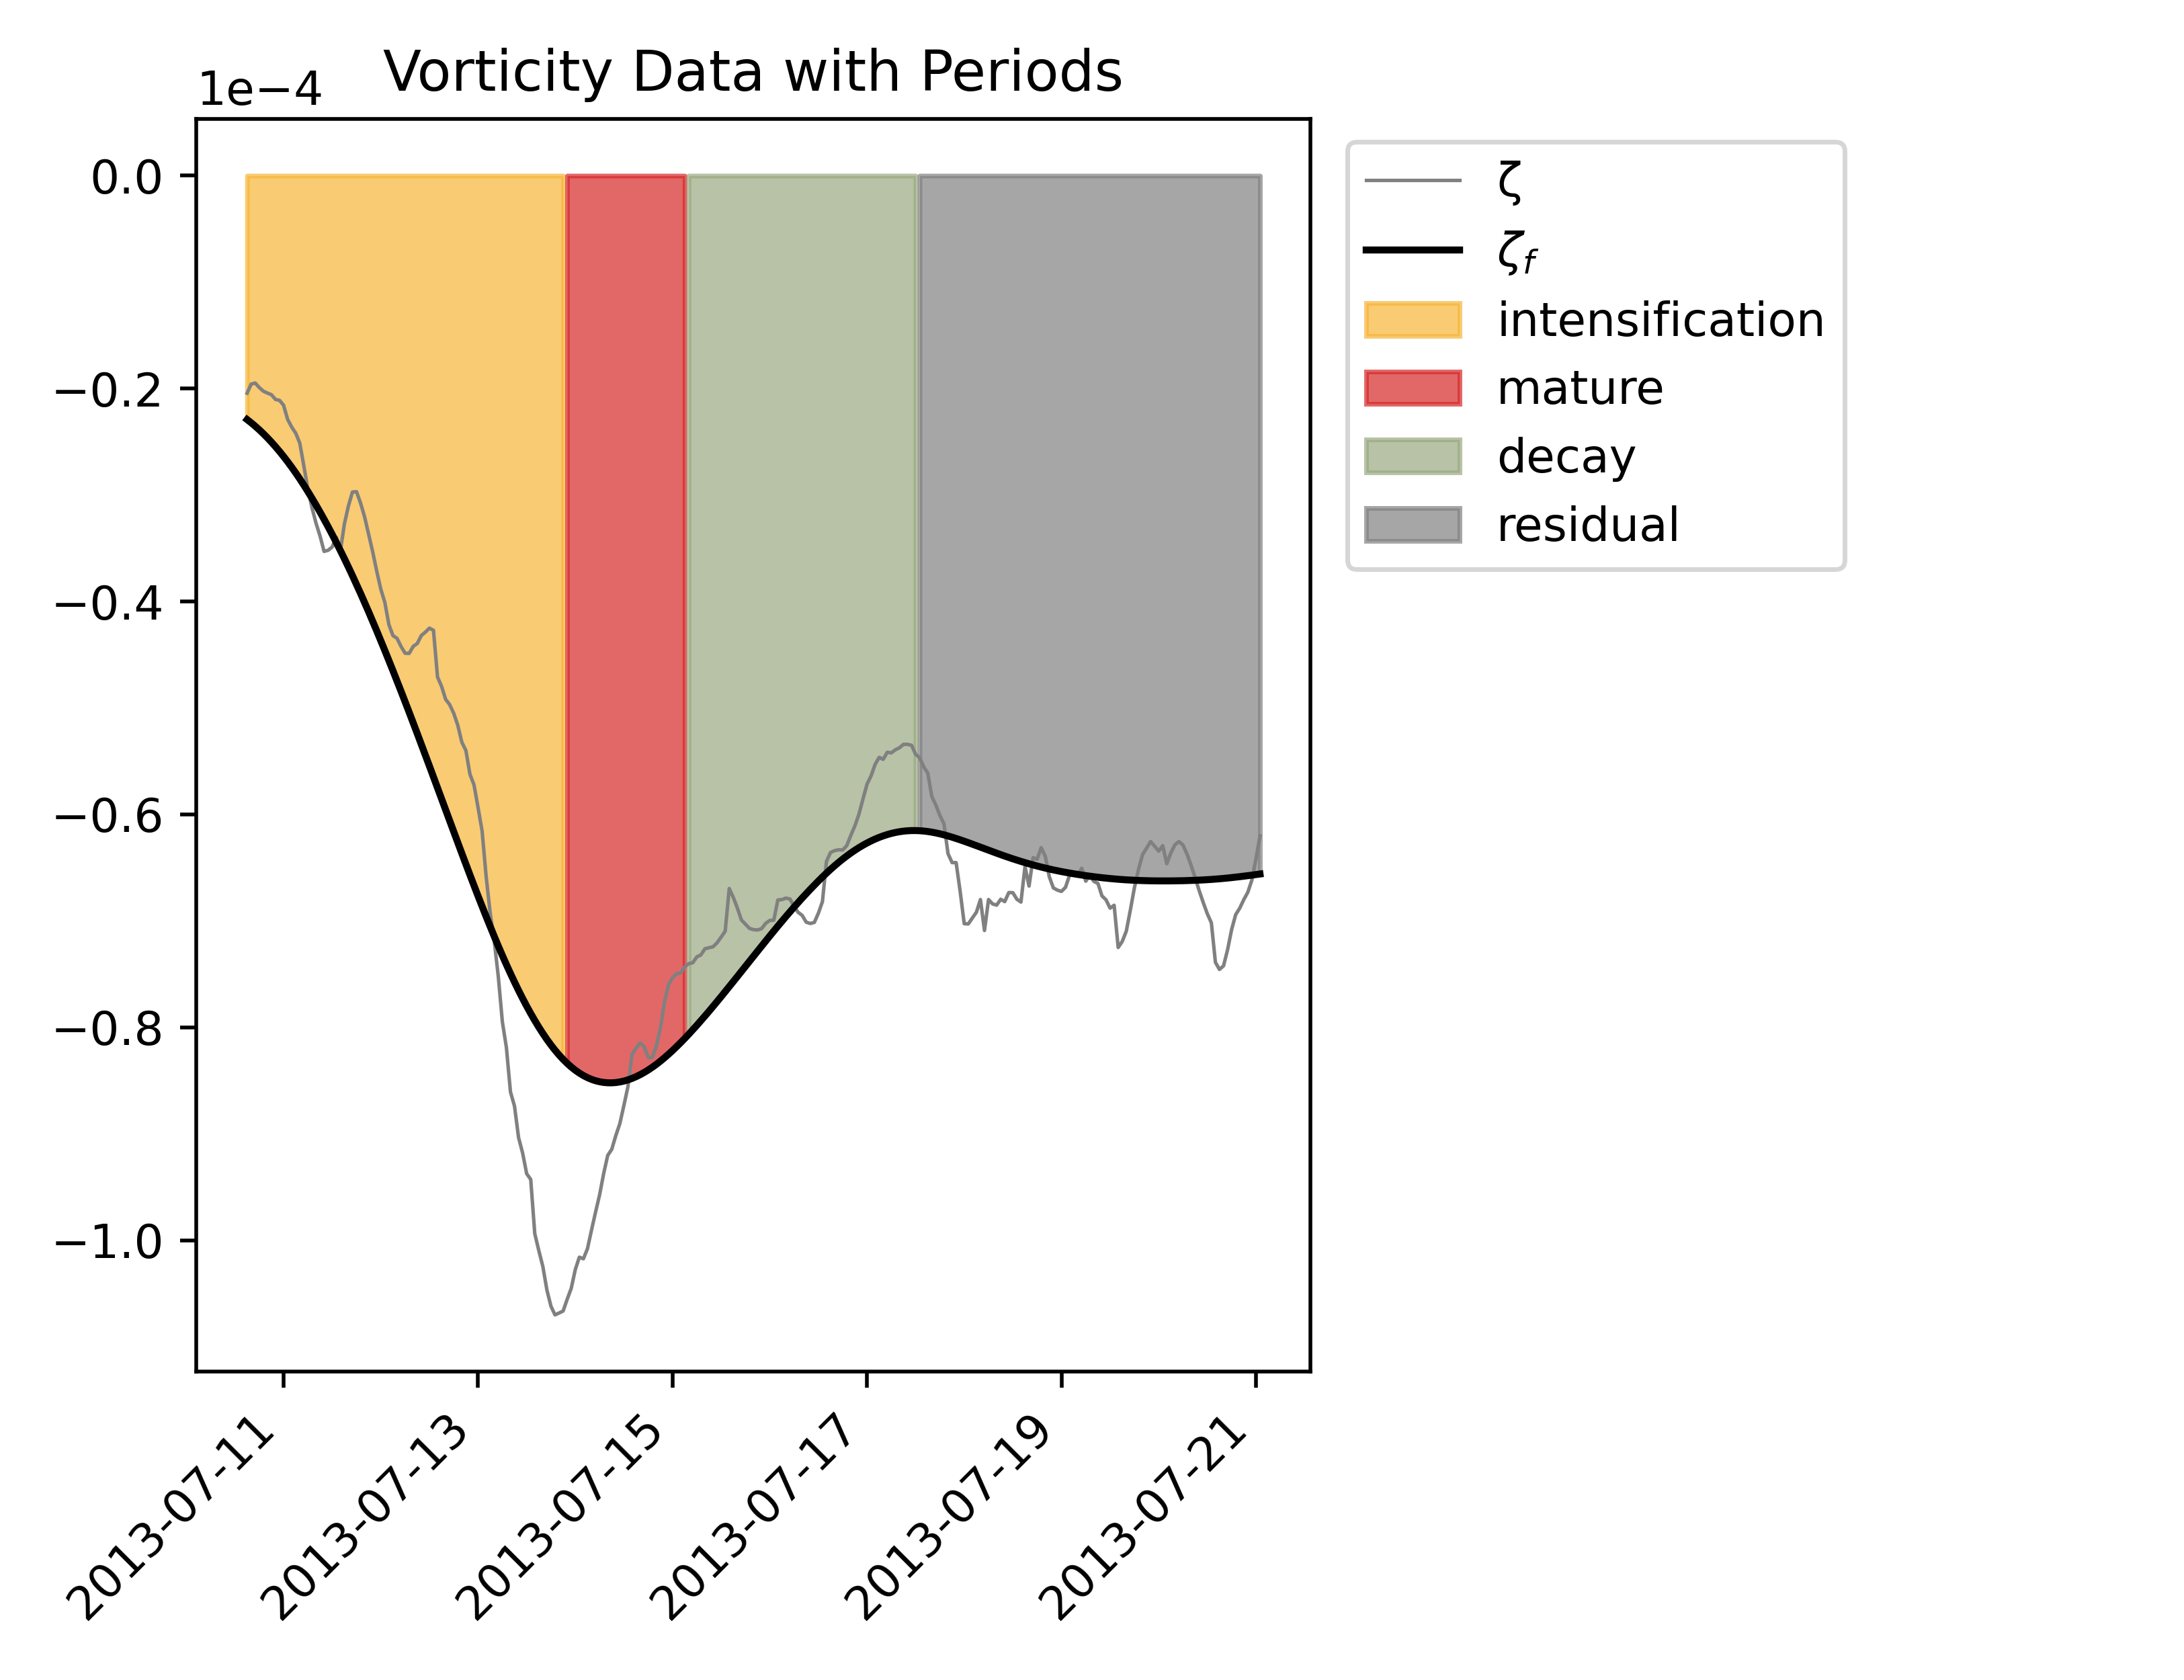 Vorticity Data with Periods
1e−4
0.0
−0.2
−0.4
−0.6
−0.8
−1.0
2013-07-11
2013-07-13
2013-07-15
2013-07-17
2013-07-19
2013-07-21
ζ
ζf
intensification
mature
decay
residual